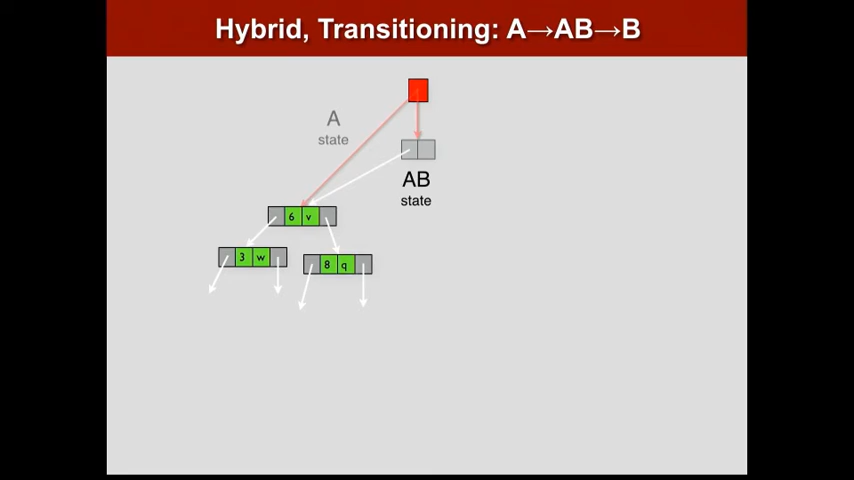 Hybrid, Transitioning: A→AB→B
A
state
AB
state
6 v
3 w
8 q